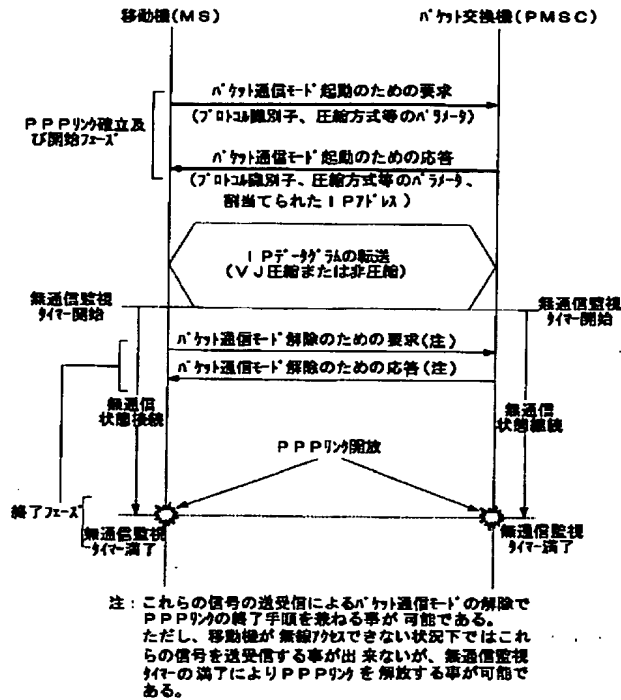 移動機(MS)
パケット交換機(PMSC)
パケット通信モード起動のための要求
(プロトコル識別子、圧縮方式等のパラメータ)
PPPリンク確立及
び開始フェーズ
パケット通信モード起動のための応答
(プロトコル識別子、圧縮方式等のパラメータ、
割当てられたIPアドレス)
IPデータグラムの転送
(VJ圧縮または非圧縮)
無通信監視
タイマー開始
無通信監視
タイマー開始
パケット通信モード解除のための要求(注)
パケット通信モード解除のための応答(注)
無通信
状態接続
無通信
状態継続
PPPリンク開放
終了フェーズ
無通信監視
タイマー満了
無通信監視
タイマー満了
注：これらの信号の送受信によるパケット通信モードの解除で
PPPリンクの終了手順を兼ねる事が可能である。
ただし、移動機が無線アクセスできない状況下ではこれ
らの信号を送受信する事が出来ないが、無通信監視
タイマーの満了によりPPPリンクを解放する事が可能で
ある。